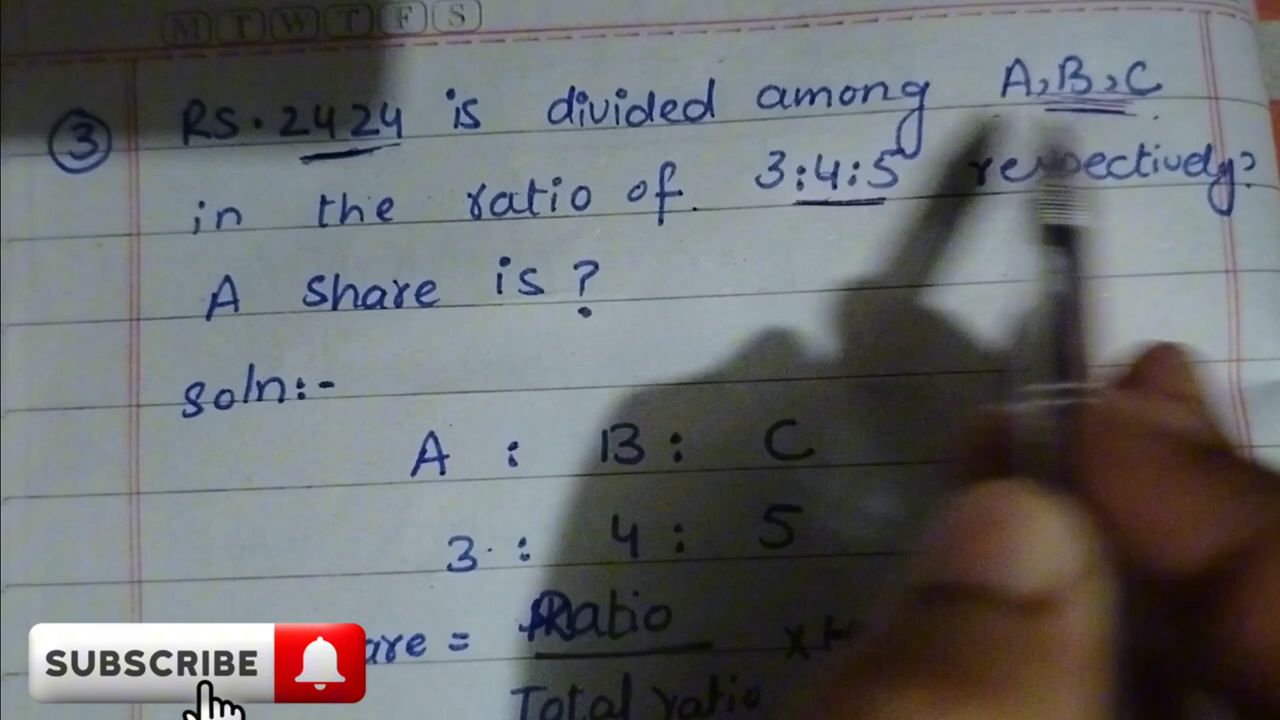 M T W T F S
③ RS. 2424 is divided among A,B,C
in the ratio of 3:4:5 respectively?
A share is?
soln:-
A : B : C
3 : 4 : 5
are = Ratio ×
Total ratio
SUBSCRIBE